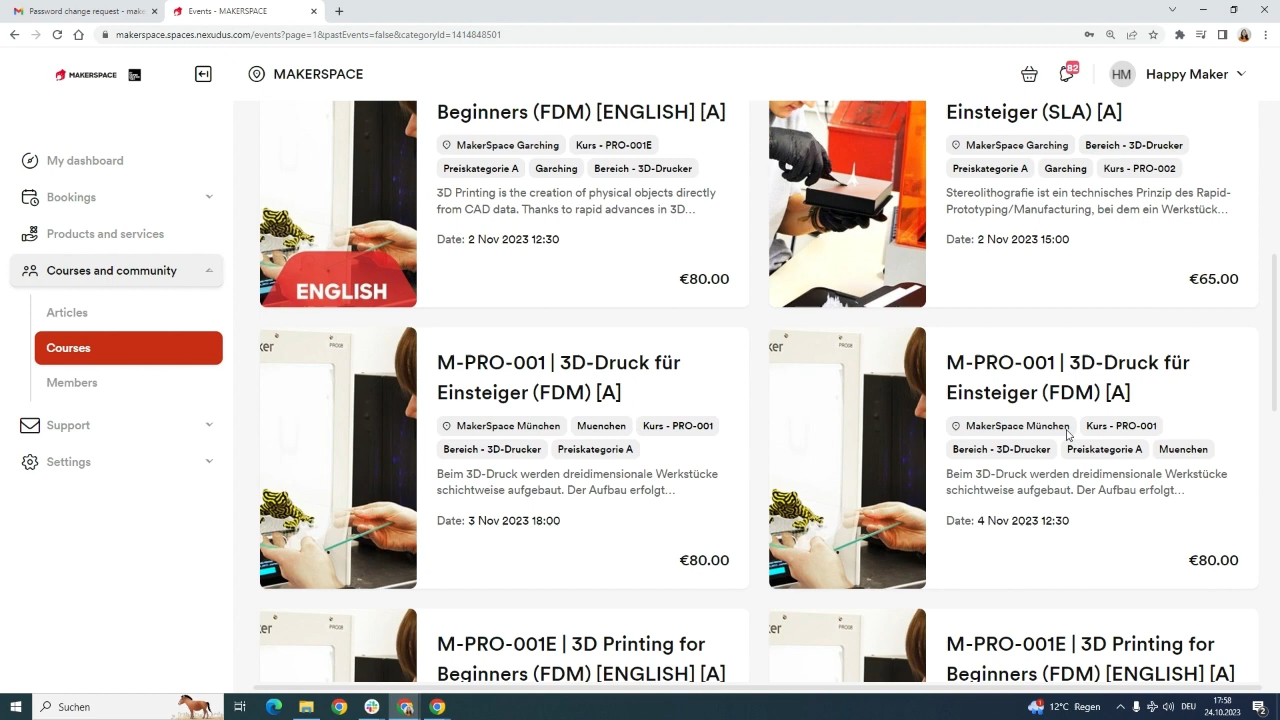 Password change request - make
Events - MAKERSPACE
makerspace.spaces.nexudus.com/events?page=1&pastEvents=false&categoryId=1414848501
MAKERSPACE
MAKERSPACE
82
HM
Happy Maker
My dashboard
Bookings
Products and services
Courses and community
Articles
Courses
Members
Support
Settings
Beginners (FDM) [ENGLISH] [A]
MakerSpace Garching
Kurs - PRO-001E
Preiskategorie A
Garching
Bereich - 3D-Drucker
3D Printing is the creation of physical objects directly
from CAD data. Thanks to rapid advances in 3D...
Date: 2 Nov 2023 12:30
€80.00
ENGLISH
Einsteiger (SLA) [A]
MakerSpace Garching
Bereich - 3D-Drucker
Preiskategorie A
Garching
Kurs - PRO-002
Stereolithografie ist ein technisches Prinzip des Rapid-
Prototyping/Manufacturing, bei dem ein Werkstück...
Date: 2 Nov 2023 15:00
€65.00
ker
M-PRO-001 | 3D-Druck für
Einsteiger (FDM) [A]
MakerSpace München
Muenchen
Kurs - PRO-001
Bereich - 3D-Drucker
Preiskategorie A
Beim 3D-Druck werden dreidimensionale Werkstücke
schichtweise aufgebaut. Der Aufbau erfolgt...
Date: 3 Nov 2023 18:00
€80.00
ker
M-PRO-001 | 3D-Druck für
Einsteiger (FDM) [A]
MakerSpace München
Kurs - PRO-001
Bereich - 3D-Drucker
Preiskategorie A
Muenchen
Beim 3D-Druck werden dreidimensionale Werkstücke
schichtweise aufgebaut. Der Aufbau erfolgt...
Date: 4 Nov 2023 12:30
€80.00
ker
M-PRO-001E | 3D Printing for
Beginners (FDM) [ENGLISH] [A]
ker
M-PRO-001E | 3D Printing for
Beginners (FDM) [ENGLISH] [A]
Suchen
12°C Regen
DEU
17:58
24.10.2023
2